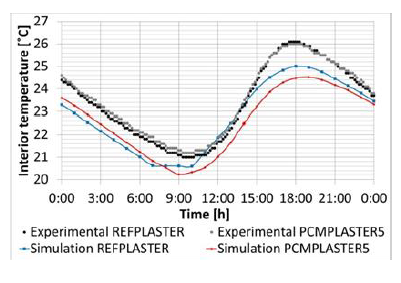 27
26
25
24
23
22
21
20
Interior temperature [°C]
0:00 3:00 6:00 9:00 12:00 15:00 18:00 21:00 0:00
Time [h]
Experimental REFPLASTER Experimental PCMPLASTER5
Simulation REFPLASTER Simulation PCMPLASTER5